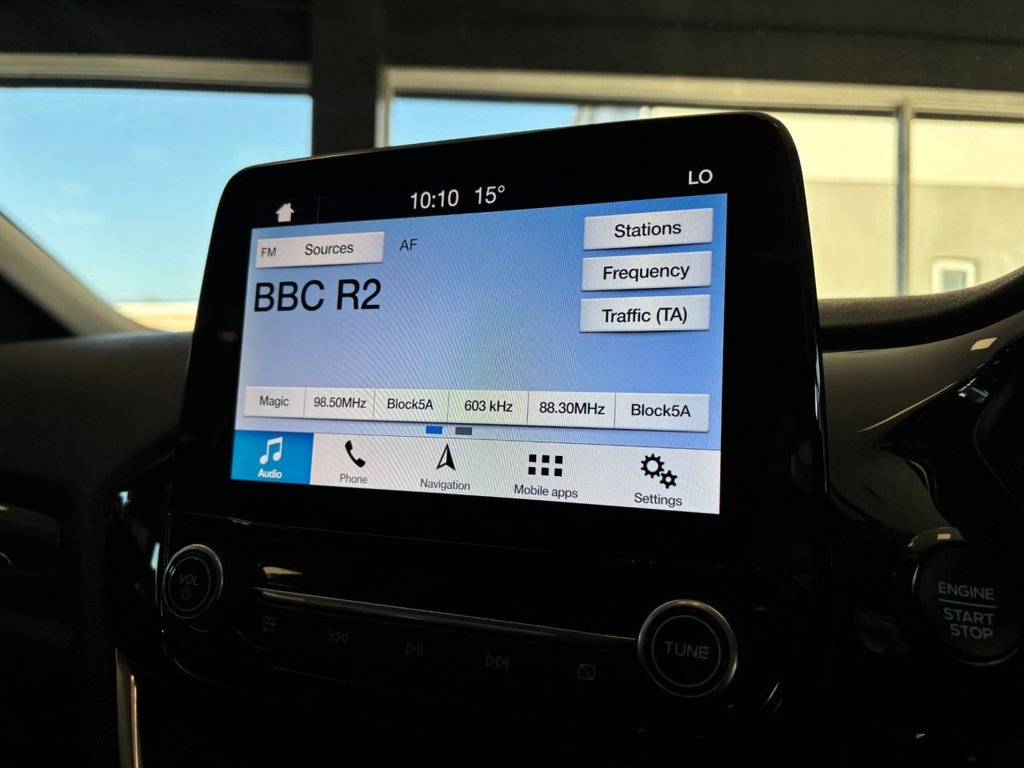 10:10 15° LO
FM Sources AF
Stations
BBC R2
Frequency
Traffic (TA)
Magic 98.50MHz Block5A 603 kHz 88.30MHz Block5A
Audio Phone Navigation Mobile apps Settings
VOL
TUNE
ENGINE
START
STOP